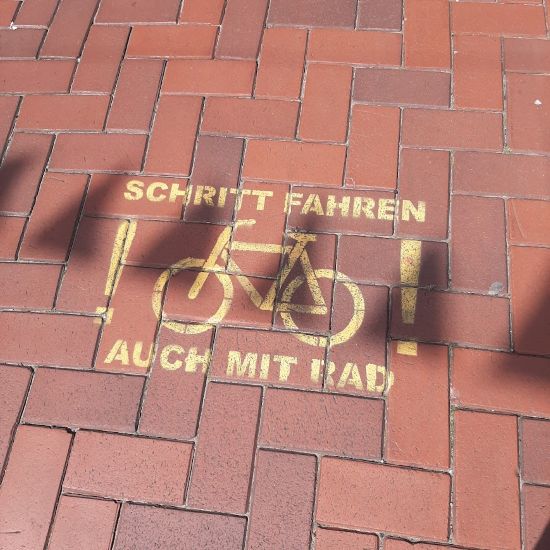 SCHRITT FAHREN
! !
AUCH MIT RAD